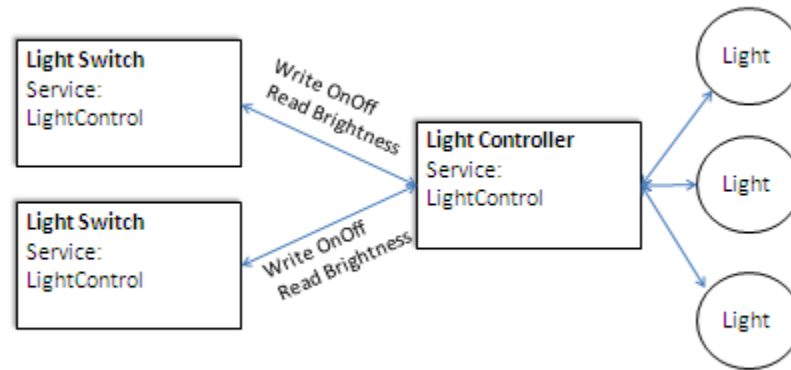 Light Switch
Service:
LightControl
Write OnOff
Read Brightness
Light Switch
Service:
LightControl
Write OnOff
Read Brightness
Light Controller
Service:
LightControl
Light
Light
Light